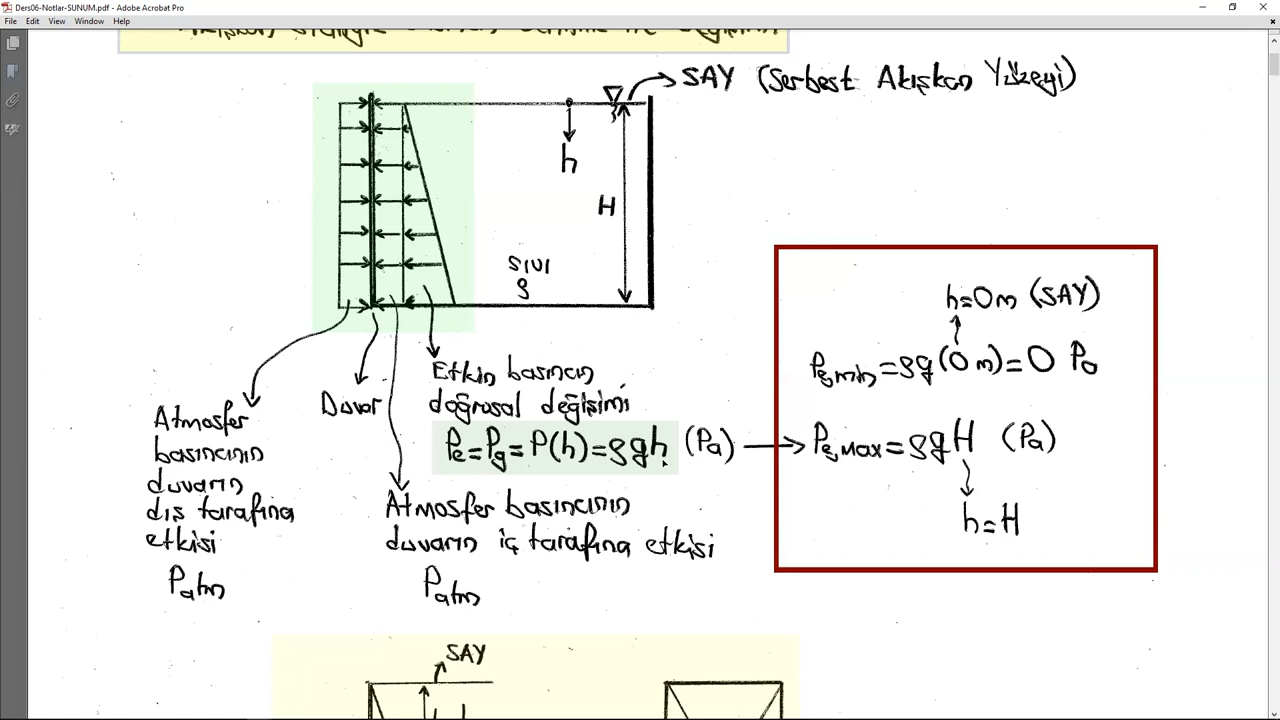 Ders06-Notlar-SUNUM.pdf - Adobe Acrobat Pro
File Edit View Window Help
SAY (Serbest Akışkan Yüzeyi)
h
H
SIVI
ρ
h=0m (SAY)
Pe,min=ρg(0 m)=0 Pa
Etkin basıncın
doğrusal değişimi
Duvar
Atmosfer
basıncının
duvarın
dış tarafına
etkisi
Patm
Pe=Pg=P(h)=ρgh (Pa)
Pe,max=ρgH (Pa)
h=H
Atmosfer basıncının
duvarın iç tarafına etkisi
Patm
SAY